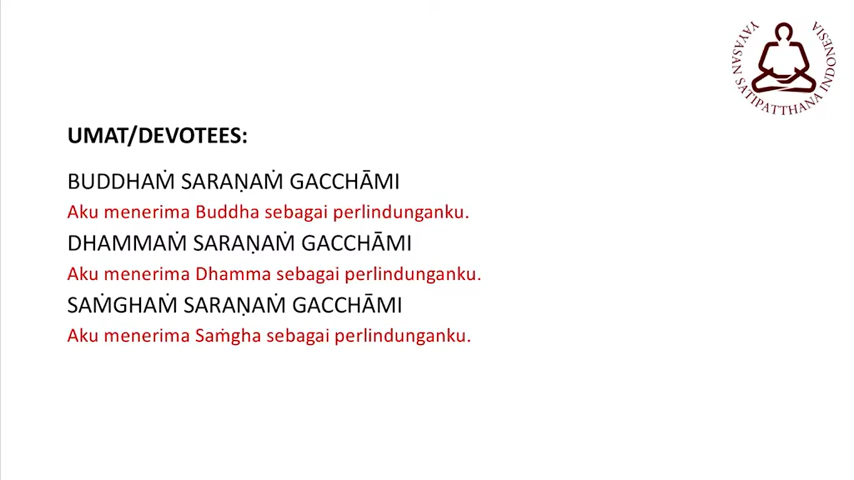 YAYASAN SATIPATTHANA INDONESIA
UMAT/DEVOTEES:
BUDDHAṀ SARAṆAṀ GACCHĀMI
Aku menerima Buddha sebagai perlindunganku.
DHAMMAṀ SARAṆAṀ GACCHĀMI
Aku menerima Dhamma sebagai perlindunganku.
SAṀGHAṀ SARAṆAṀ GACCHĀMI
Aku menerima Saṁgha sebagai perlindunganku.